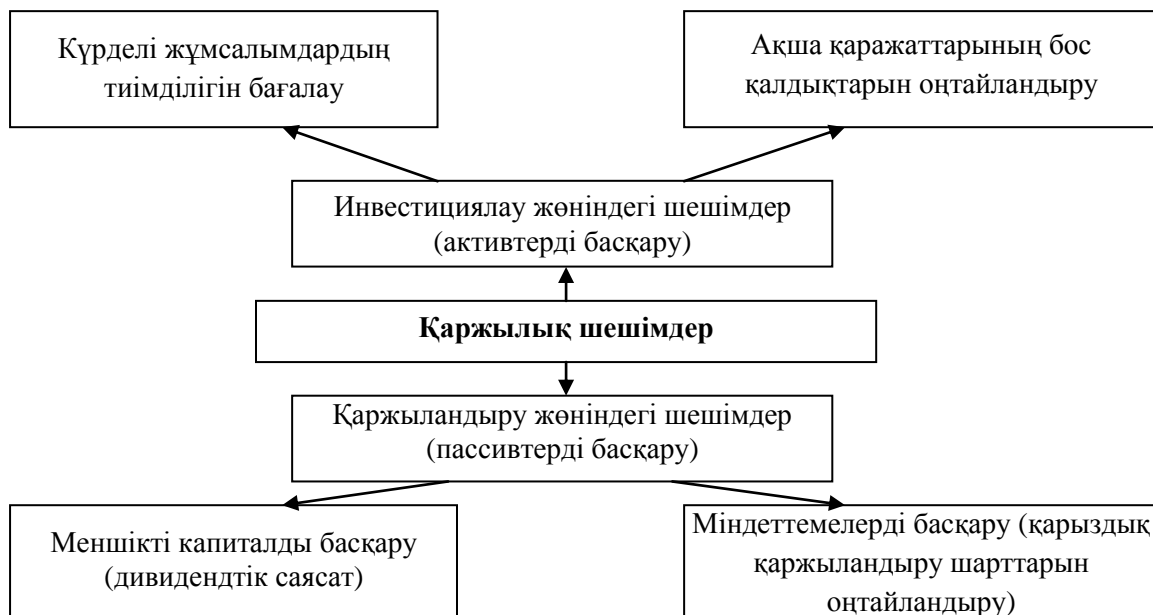 Күрделі жұмсалымдардың
тиімділігін бағалау
Ақша қаражаттарының бос
қалдықтарын оңтайландыру
Инвестициялау жөніндегі шешімдер
(активтерді басқару)
Қаржылық шешімдер
Қаржыландыру жөніндегі шешімдер
(пассивтерді басқару)
Меншікті капиталды басқару
(дивидендтік саясат)
Міндеттемелерді басқару (қарыздық
қаржыландыру шарттарын
оңтайландыру)